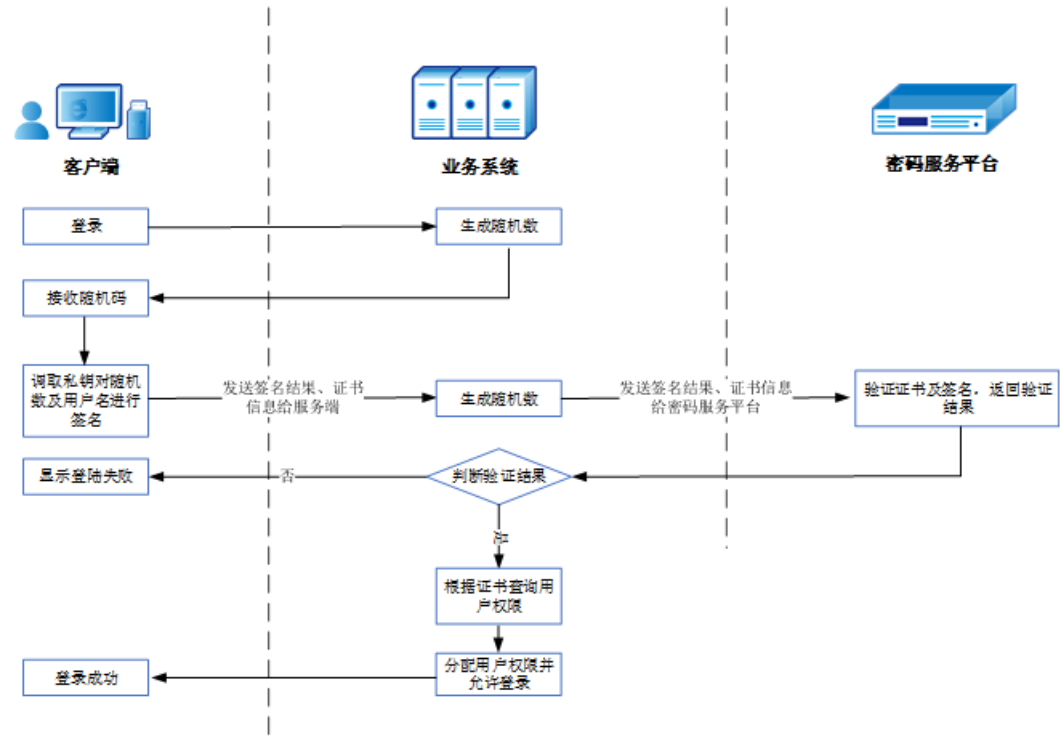 客户端
业务系统
密码服务平台
登录
生成随机数
接收随机码
调取私钥对随机
数及用户名进行
签名
发送签名结果、证书
信息给服务端
生成随机数
发送签名结果、证书信息
给密码服务平台
验证证书及签名，返回验证
结果
显示登陆失败
否
判断验证结果
是
根据证书查询用
户权限
登录成功
分配用户权限并
允许登录